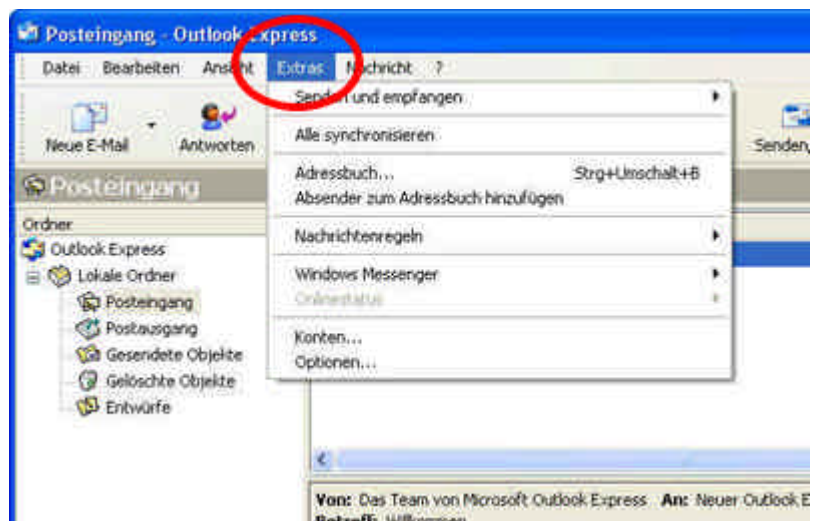 Posteingang - Outlook Express
Datei Bearbeiten Ansicht Extras Nachricht ?
Neue E-Mail Antworten Senden/
Posteingang
Ordner
Outlook Express
Lokale Ordner
Posteingang
Postausgang
Gesendete Objekte
Gelöschte Objekte
Entwürfe
Senden und empfangen
Alle synchronisieren
Adressbuch... Strg+Umschalt+B
Absender zum Adressbuch hinzufügen
Nachrichtenregeln
Windows Messenger
Onlinestatus
Konten...
Optionen...
Von: Das Team von Microsoft Outlook Express An: Neuer Outlook E
Betreff: Willkommen